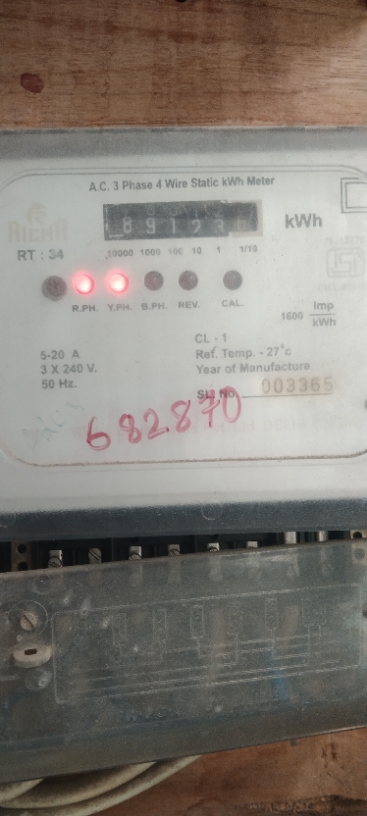 A.C. 3 Phase 4 Wire Static kWh Meter
89123
kWh
RT : 34
10000 1000 100 10 1 1/10
R.PH. Y.PH. B.PH. REV. CAL.
1600 Imp
kWh
CL - 1
5-20 A
Ref. Temp. - 27°c
3 X 240 V.
Year of Manufacture
50 Hz.
Sl. No. 003365
682870